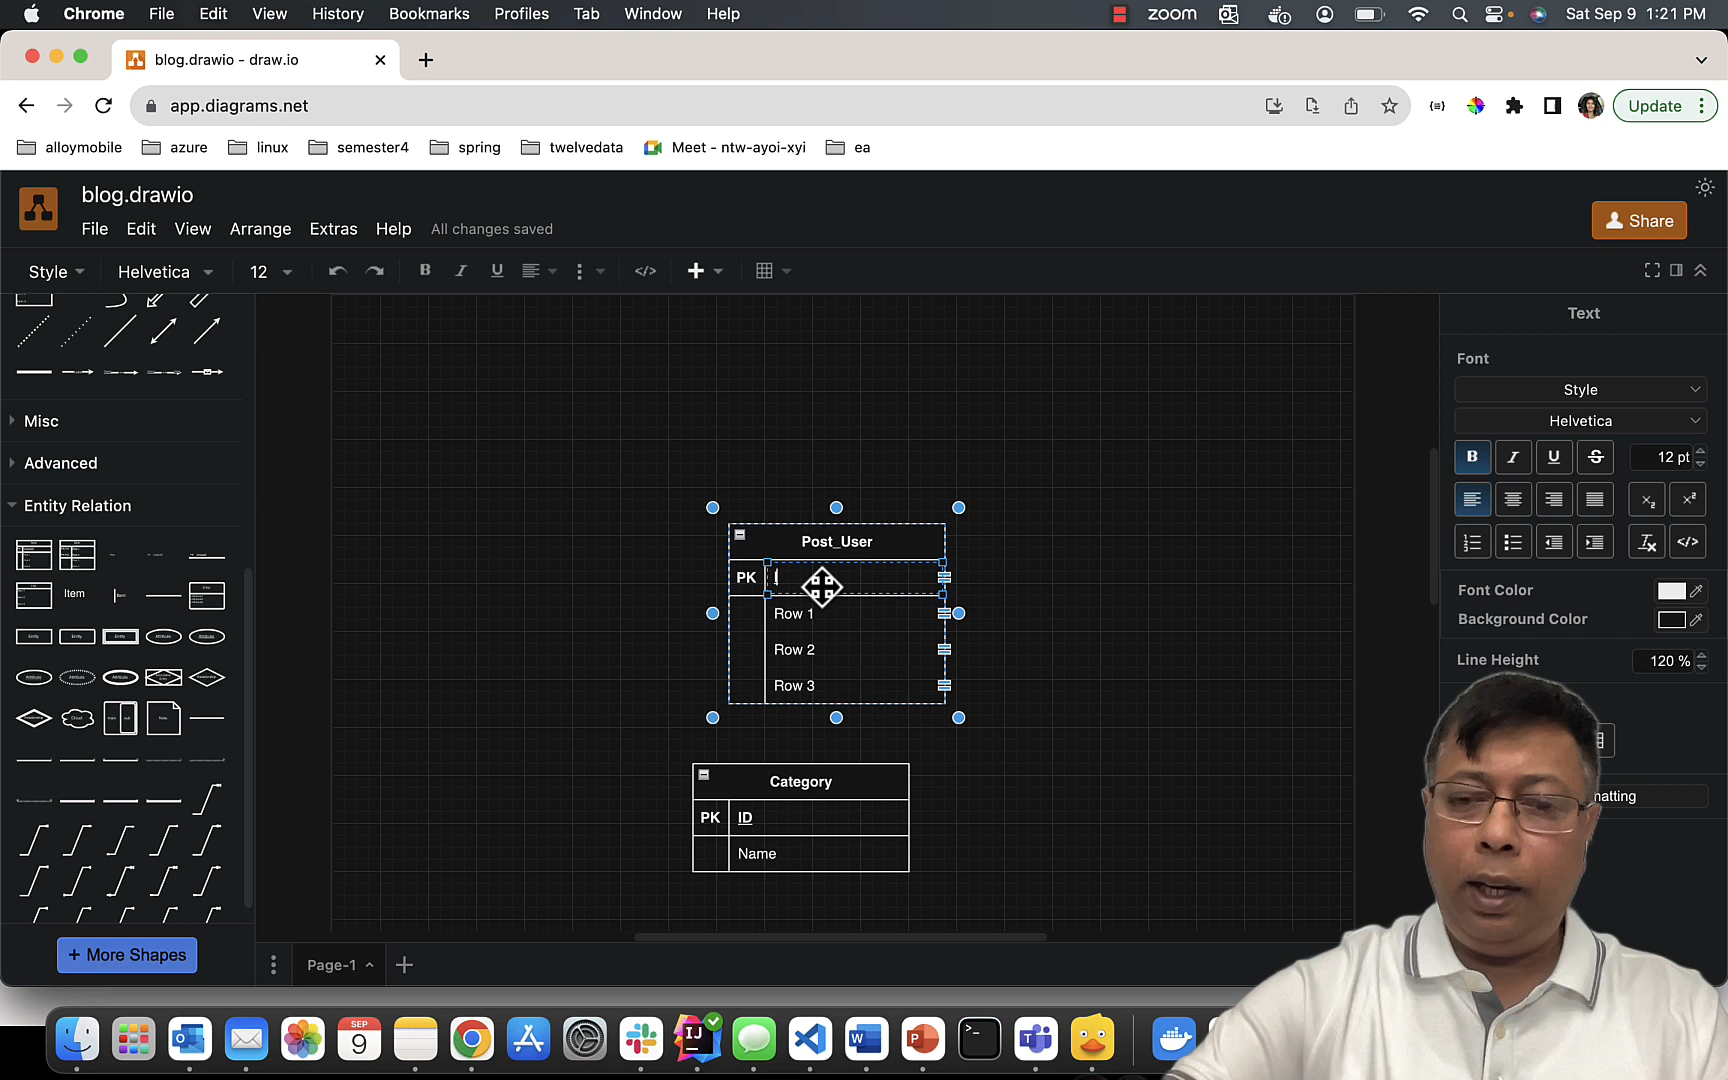 Chrome File Edit View History Bookmarks Profiles Tab Window Help zoom Sat Sep 9 1:21 PM
blog.drawio - draw.io
app.diagrams.net Update
alloymobile azure linux semester4 spring twelvedata Meet - ntw-ayoi-xyi ea
blog.drawio
File Edit View Arrange Extras Help All changes saved
Share
Style Helvetica 12 B I U
Text
Font
Style
Helvetica
B I U S 12 pt
Font Color
Background Color
Line Height 120 %
matting
Misc
Advanced
Entity Relation
Item
Post_User
PK I
Row 1
Row 2
Row 3
Category
PK ID
Name
+ More Shapes
Page-1
SEP
9